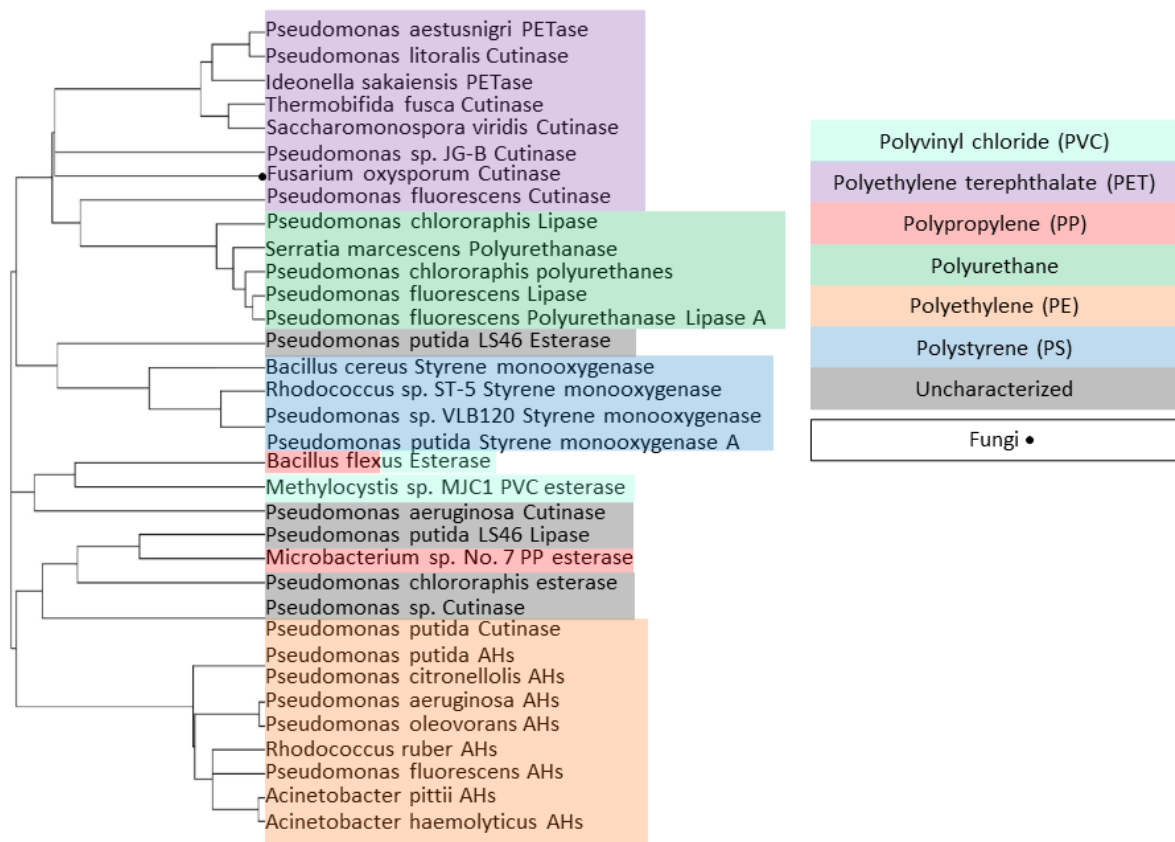 Pseudomonas aestusnigri PETase
Pseudomonas litoralis Cutinase
Ideonella sakaiensis PETase
Thermobifida fusca Cutinase
Saccharomonospora viridis Cutinase
Pseudomonas sp. JG-B Cutinase
Fusarium oxysporum Cutinase
Pseudomonas fluorescens Cutinase
Pseudomonas chlororaphis Lipase
Serratia marcescens Polyurethanase
Pseudomonas chlororaphis polyurethanes
Pseudomonas fluorescens Lipase
Pseudomonas fluorescens Polyurethanase Lipase A
Pseudomonas putida LS46 Esterase
Bacillus cereus Styrene monooxygenase
Rhodococcus sp. ST-5 Styrene monooxygenase
Pseudomonas sp. VLB120 Styrene monooxygenase
Pseudomonas putida Styrene monooxygenase A
Bacillus flexus Esterase
Methylocystis sp. MJC1 PVC esterase
Pseudomonas aeruginosa Cutinase
Pseudomonas putida LS46 Lipase
Microbacterium sp. No. 7 PP esterase
Pseudomonas chlororaphis esterase
Pseudomonas sp. Cutinase
Pseudomonas putida Cutinase
Pseudomonas putida AHs
Pseudomonas citronellolis AHs
Pseudomonas aeruginosa AHs
Pseudomonas oleovorans AHs
Rhodococcus ruber AHs
Pseudomonas fluorescens AHs
Acinetobacter pittii AHs
Acinetobacter haemolyticus AHs
Polyvinyl chloride (PVC)
Polyethylene terephthalate (PET)
Polypropylene (PP)
Polyurethane
Polyethylene (PE)
Polystyrene (PS)
Uncharacterized
Fungi •